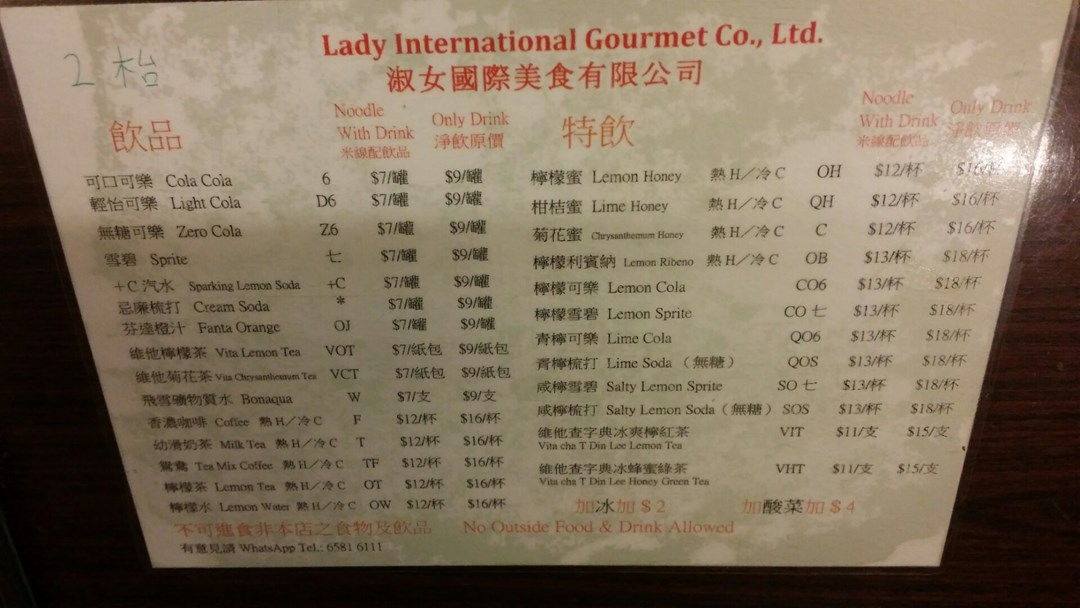 2 枱
Lady International Gourmet Co., Ltd.
淑女國際美食有限公司
飲品 Noodle With Drink 米線配飲品 Only Drink 淨飲原價
可口可樂 Cola Cola 6 $7/罐 $9/罐
輕怡可樂 Light Cola D6 $7/罐 $9/罐
無糖可樂 Zero Cola Z6 $7/罐 $9/罐
雪碧 Sprite 七 $7/罐 $9/罐
+C 汽水 Sparking Lemon Soda +C $7/罐 $9/罐
忌廉梳打 Cream Soda * $7/罐 $9/罐
芬達橙汁 Fanta Orange OJ $7/罐 $9/罐
維他檸檬茶 Vita Lemon Tea VOT $7/紙包 $9/紙包
維他菊花茶 Vita Chrysanthemum Tea VCT $7/紙包 $9/紙包
飛雪礦物質水 Bonaqua W $7/支 $9/支
香濃咖啡 Coffee 熱 H/冷 C F $12/杯 $16/杯
幼滑奶茶 Milk Tea 熱 H/冷 C T $12/杯 $16/杯
鴛鴦 Tea Mix Coffee 熱 H/冷 C TF $12/杯 $16/杯
檸檬茶 Lemon Tea 熱 H/冷 C OT $12/杯 $16/杯
檸檬水 Lemon Water 熱 H/冷 C OW $12/杯 $16/杯
特飲 Noodle With Drink 米線配飲品 Only Drink 淨飲原價
檸檬蜜 Lemon Honey 熱 H/冷 C OH $12/杯 $16/杯
柑桔蜜 Lime Honey 熱 H/冷 C QH $12/杯 $16/杯
菊花蜜 Chrysanthemum Honey 熱 H/冷 C C $12/杯 $16/杯
檸檬利賓納 Lemon Ribeno 熱 H/冷 C OB $13/杯 $18/杯
檸檬可樂 Lemon Cola CO6 $13/杯 $18/杯
檸檬雪碧 Lemon Sprite CO 七 $13/杯 $18/杯
青檸可樂 Lime Cola QO6 $13/杯 $18/杯
青檸梳打 Lime Soda (無糖) QOS $13/杯 $18/杯
咸檸雪碧 Salty Lemon Sprite SO 七 $13/杯 $18/杯
咸檸梳打 Salty Lemon Soda (無糖) SOS $13/杯 $18/杯
維他查字典冰爽檸紅茶 VIT $11/支 $15/支
Vita cha T Din Lee Lemon Tea
維他查字典冰蜂蜜綠茶 VHT $11/支 $15/支
Vita cha T Din Lee Honey Green Tea
加冰加 $ 2 加酸菜加 $ 4
不可進食非本店之食物及飲品 No Outside Food & Drink Allowed
有意見請 WhatsApp Tel.: 6581 6111